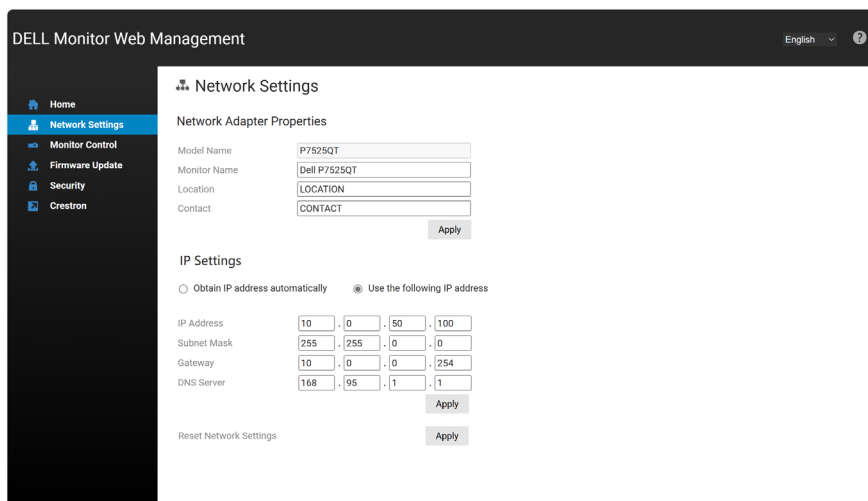 DELL Monitor Web Management
English
?
Home
Network Settings
Monitor Control
Firmware Update
Security
Crestron
Network Settings
Network Adapter Properties
Model Name P7525QT
Monitor Name Dell P7525QT
Location LOCATION
Contact CONTACT
Apply
IP Settings
Obtain IP address automatically Use the following IP address
IP Address 10 . 0 . 50 . 100
Subnet Mask 255 . 255 . 0 . 0
Gateway 10 . 0 . 0 . 254
DNS Server 168 . 95 . 1 . 1
Apply
Reset Network Settings Apply